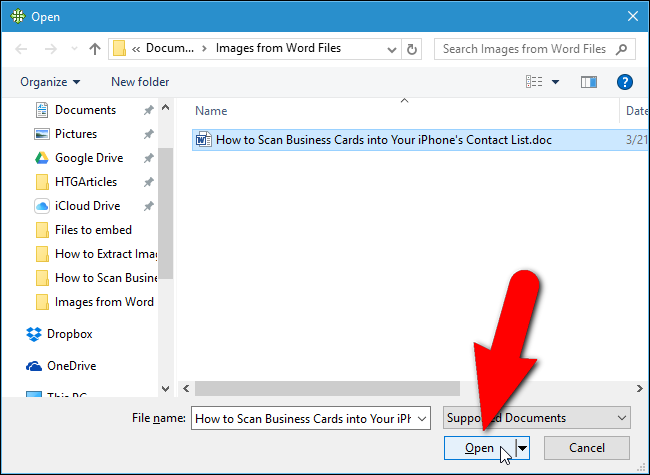 Open
« Docum... > Images from Word Files
Search Images from Word Files
Organize
New folder
?
Name
Date
Documents
Pictures
Google Drive
HTGArticles
iCloud Drive
Files to embed
How to Extract Ima
How to Scan Busine
Images from Word
Dropbox
OneDrive
This PC
How to Scan Business Cards into Your iPhone's Contact List.doc
3/21
File name:
How to Scan Business Cards into Your iPh
Documents
Open
Cancel